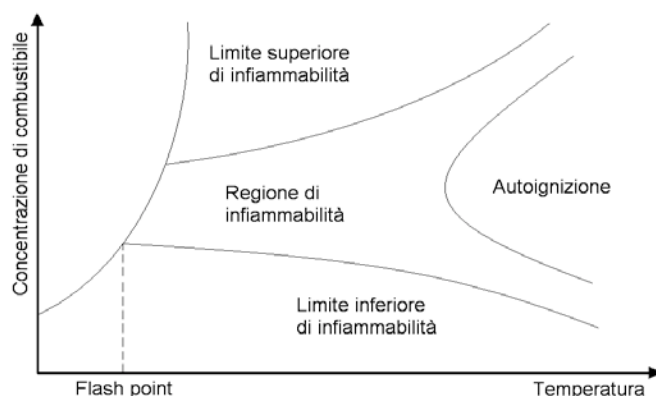 Concentrazione di combustibile
Limite superiore
di infiammabilità
Regione di
infiammabilità
Autoignizione
Limite inferiore
di infiammabilità
Flash point
Temperatura